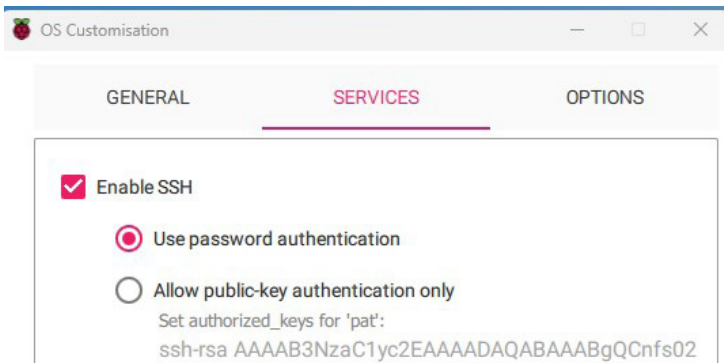 OS Customisation
GENERAL SERVICES OPTIONS
Enable SSH
Use password authentication
Allow public-key authentication only
Set authorized_keys for 'pat':
ssh-rsa AAAAB3NzaC1yc2EAAAADAQABAAABgQCnfs02